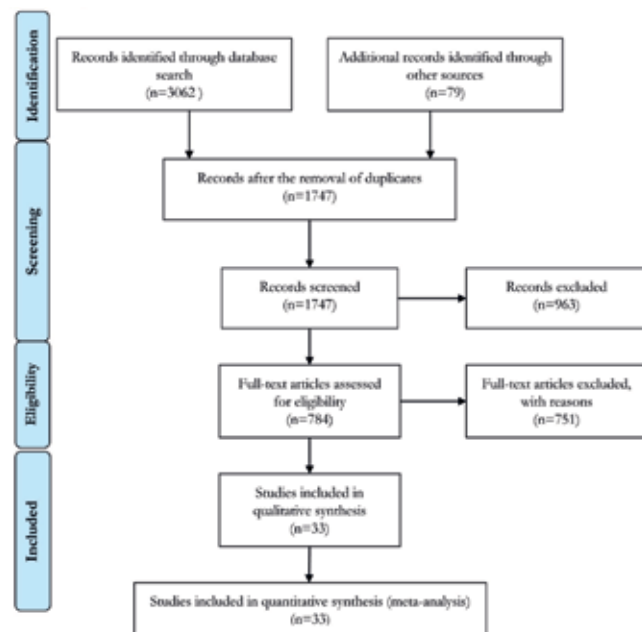 Identification
Records identified through database
search
(n=3062 )
Additional records identified through
other sources
(n=79)
Screening
Records after the removal of duplicates
(n=1747)
Records screened
(n=1747)
Records excluded
(n=963)
Eligibility
Full-text articles assessed
for eligibility
(n=784)
Full-text articles excluded,
with reasons
(n=751)
Included
Studies included in
qualitative synthesis
(n=33)
Studies included in quantitative synthesis (meta-analysis)
(n=33)